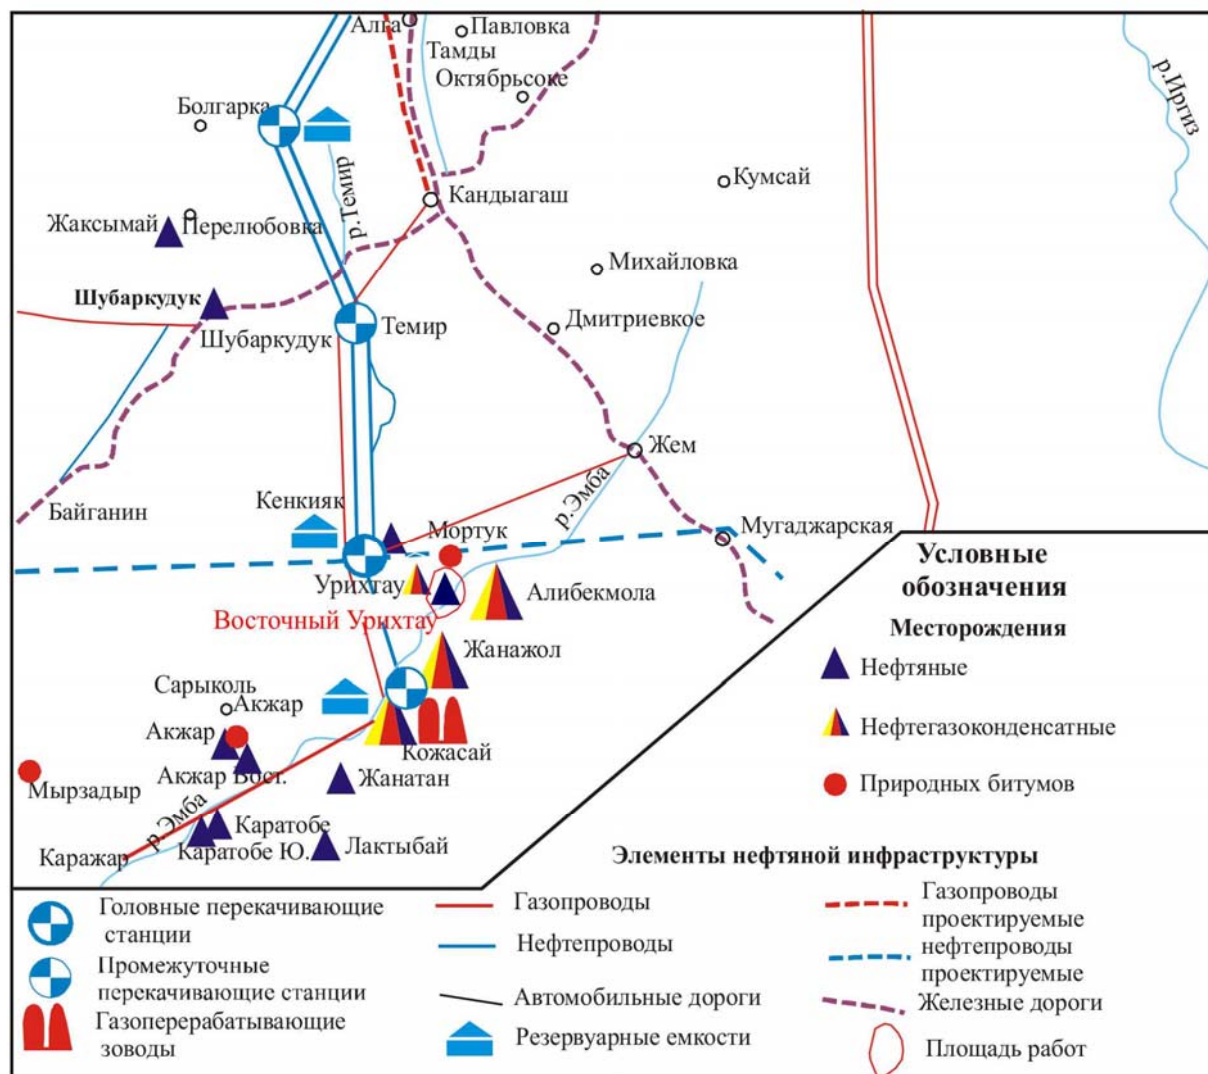 Алга
Павловка
Тамды
Октябрьсоке
р.Иргиз
Болгарка
р.Темир
Кумсай
Кандыагаш
Жаксымай
Перелюбовка
Михайловка
Шубаркудук
Дмитриевкое
Шубаркудук
Темир
Жем
Кенкияк
р.Эмба
Байганин
Мортук
Мугаджарская
Урихтау
Алибекмола
Восточный Урихтау
Жанажол
Сарыколь
Акжар
Акжар
Кожасай
Акжар Вост.
Жанатан
Мырзадыр
р.Эмба
Каратобе
Каратобе Ю.
Лактыбай
Каражар
Условные
обозначения
Месторождения
Нефтяные
Нефтегазоконденсатные
Природных битумов
Элементы нефтяной инфраструктуры
Головные перекачивающие
станции
Промежуточные
перекачивающие станции
Газоперерабатывающие
зоводы
Газопроводы
Нефтепроводы
Автомобильные дороги
Резервуарные емкости
Газопроводы
проектируемые
нефтепроводы
проектируемые
Железные дороги
Площадь работ